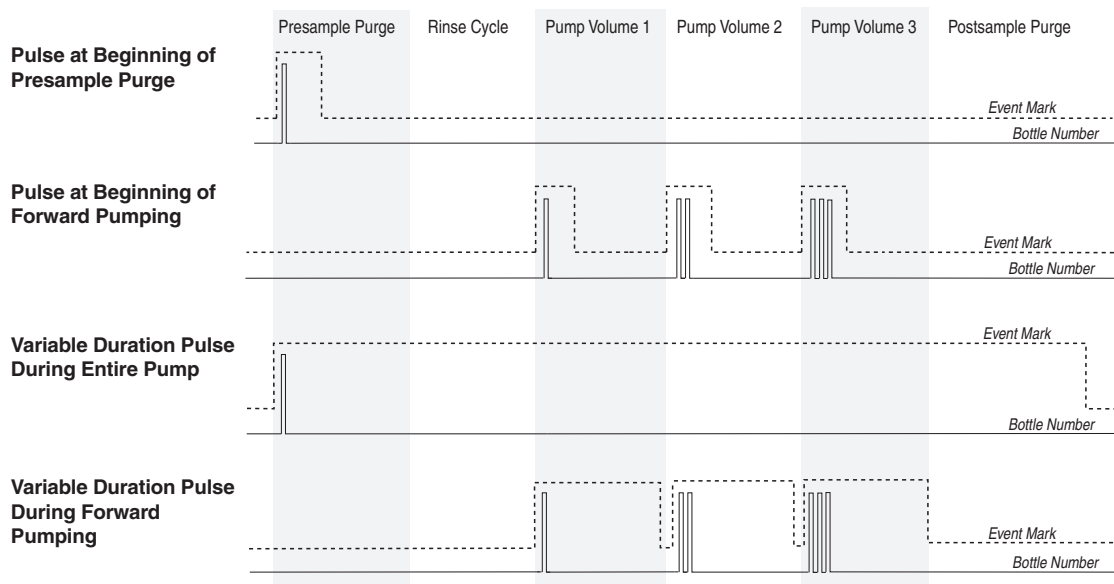 Presample Purge Rinse Cycle Pump Volume 1 Pump Volume 2 Pump Volume 3 Postsample Purge
Pulse at Beginning of
Presample Purge
Event Mark
Bottle Number
Pulse at Beginning of
Forward Pumping
Event Mark
Bottle Number
Variable Duration Pulse
During Entire Pump
Event Mark
Bottle Number
Variable Duration Pulse
During Forward
Pumping
Event Mark
Bottle Number